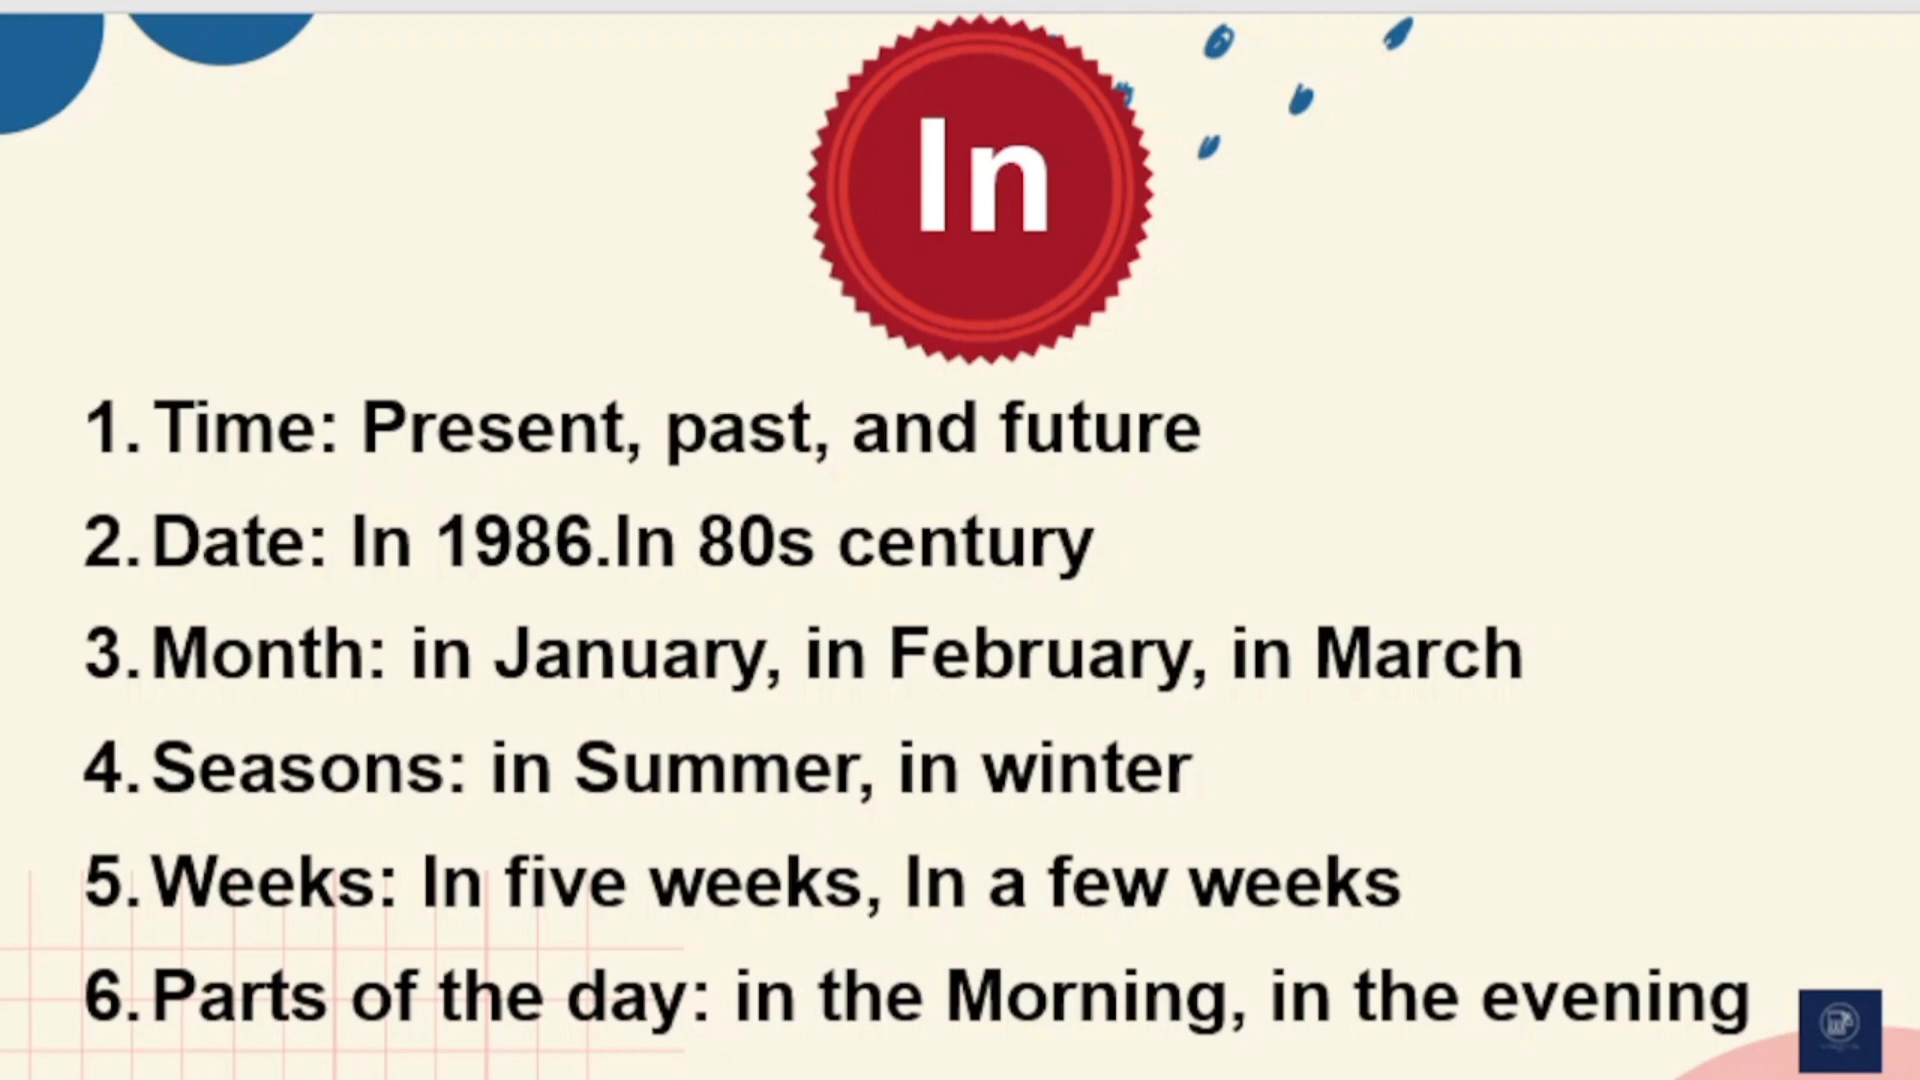 In
1. Time: Present, past, and future
2. Date: In 1986.In 80s century
3. Month: in January, in February, in March
4. Seasons: in Summer, in winter
5. Weeks: In five weeks, In a few weeks
6. Parts of the day: in the Morning, in the evening